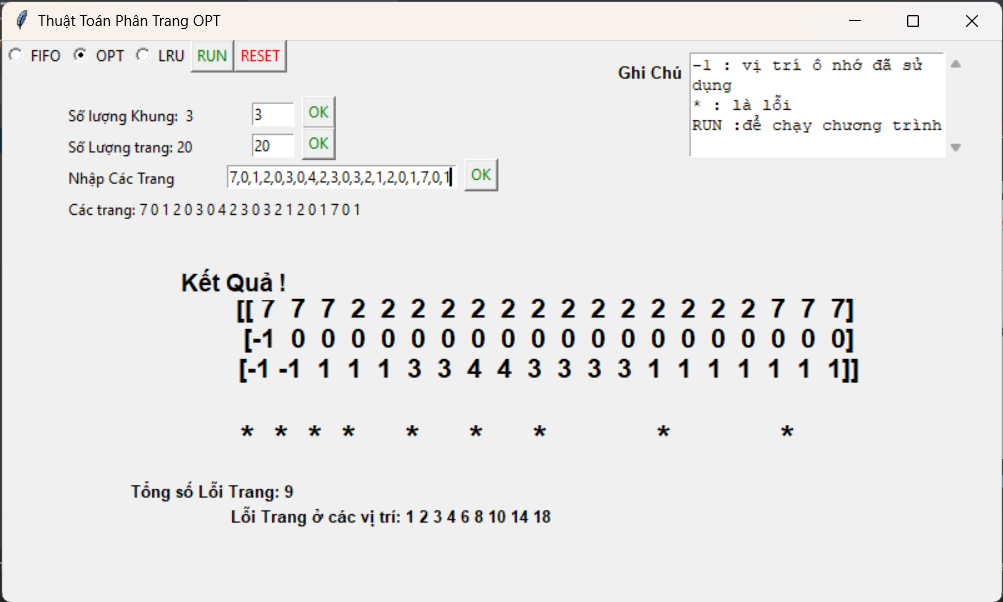 Thuật Toán Phân Trang OPT
FIFO OPT LRU RUN RESET
Ghi Chú
-1 : vị trí ô nhớ đã sử
dụng
* : là lỗi
RUN :để chạy chương trình
Số lượng Khung: 3 3 OK
Số Lượng trang: 20 20 OK
Nhập Các Trang 7,0,1,2,0,3,0,4,2,3,0,3,2,1,2,0,1,7,0,1 OK
Các trang: 7 0 1 2 0 3 0 4 2 3 0 3 2 1 2 0 1 7 0 1
Kết Quả !
[[ 7 7 7 2 2 2 2 2 2 2 2 2 2 2 2 2 2 7 7 7]
[-1 0 0 0 0 0 0 0 0 0 0 0 0 0 0 0 0 0 0 0]
[-1 -1 1 1 1 3 3 4 4 3 3 3 3 1 1 1 1 1 1 1]]
* * * * * * * * *
Tổng số Lỗi Trang: 9
Lỗi Trang ở các vị trí: 1 2 3 4 6 8 10 14 18